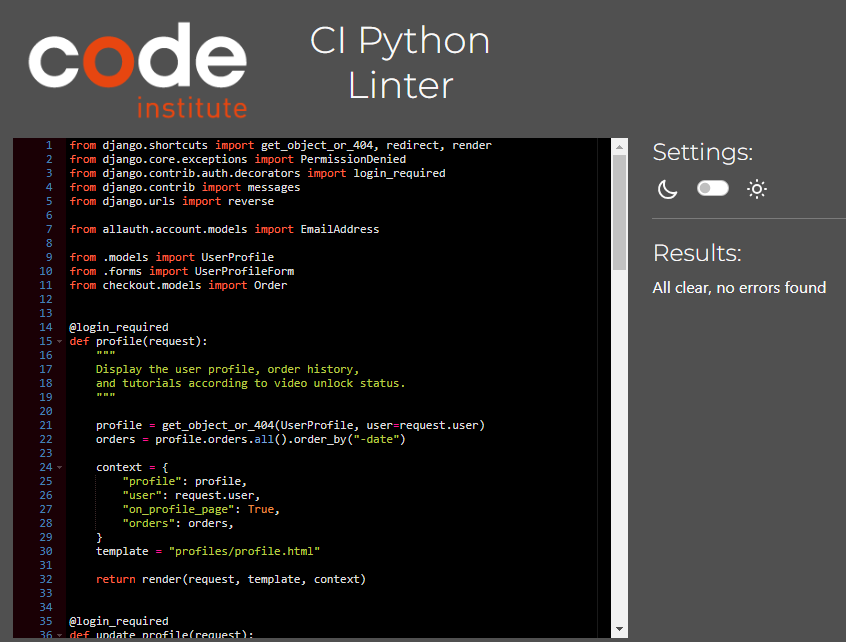 code
institute
CI Python
Linter
1 from django.shortcuts import get_object_or_404, redirect, render
2 from django.core.exceptions import PermissionDenied
3 from django.contrib.auth.decorators import login_required
4 from django.contrib import messages
5 from django.urls import reverse
6
7 from allauth.account.models import EmailAddress
8
9 from .models import UserProfile
10 from .forms import UserProfileForm
11 from checkout.models import Order
12
13
14 @login_required
15 def profile(request):
16     """
17     Display the user profile, order history,
18     and tutorials according to video unlock status.
19     """
20
21     profile = get_object_or_404(UserProfile, user=request.user)
22     orders = profile.orders.all().order_by("-date")
23
24     context = {
25         "profile": profile,
26         "user": request.user,
27         "on_profile_page": True,
28         "orders": orders,
29     }
30     template = "profiles/profile.html"
31
32     return render(request, template, context)
33
34
35 @login_required
36 def update_profile(request):
Settings:
Results:
All clear, no errors found